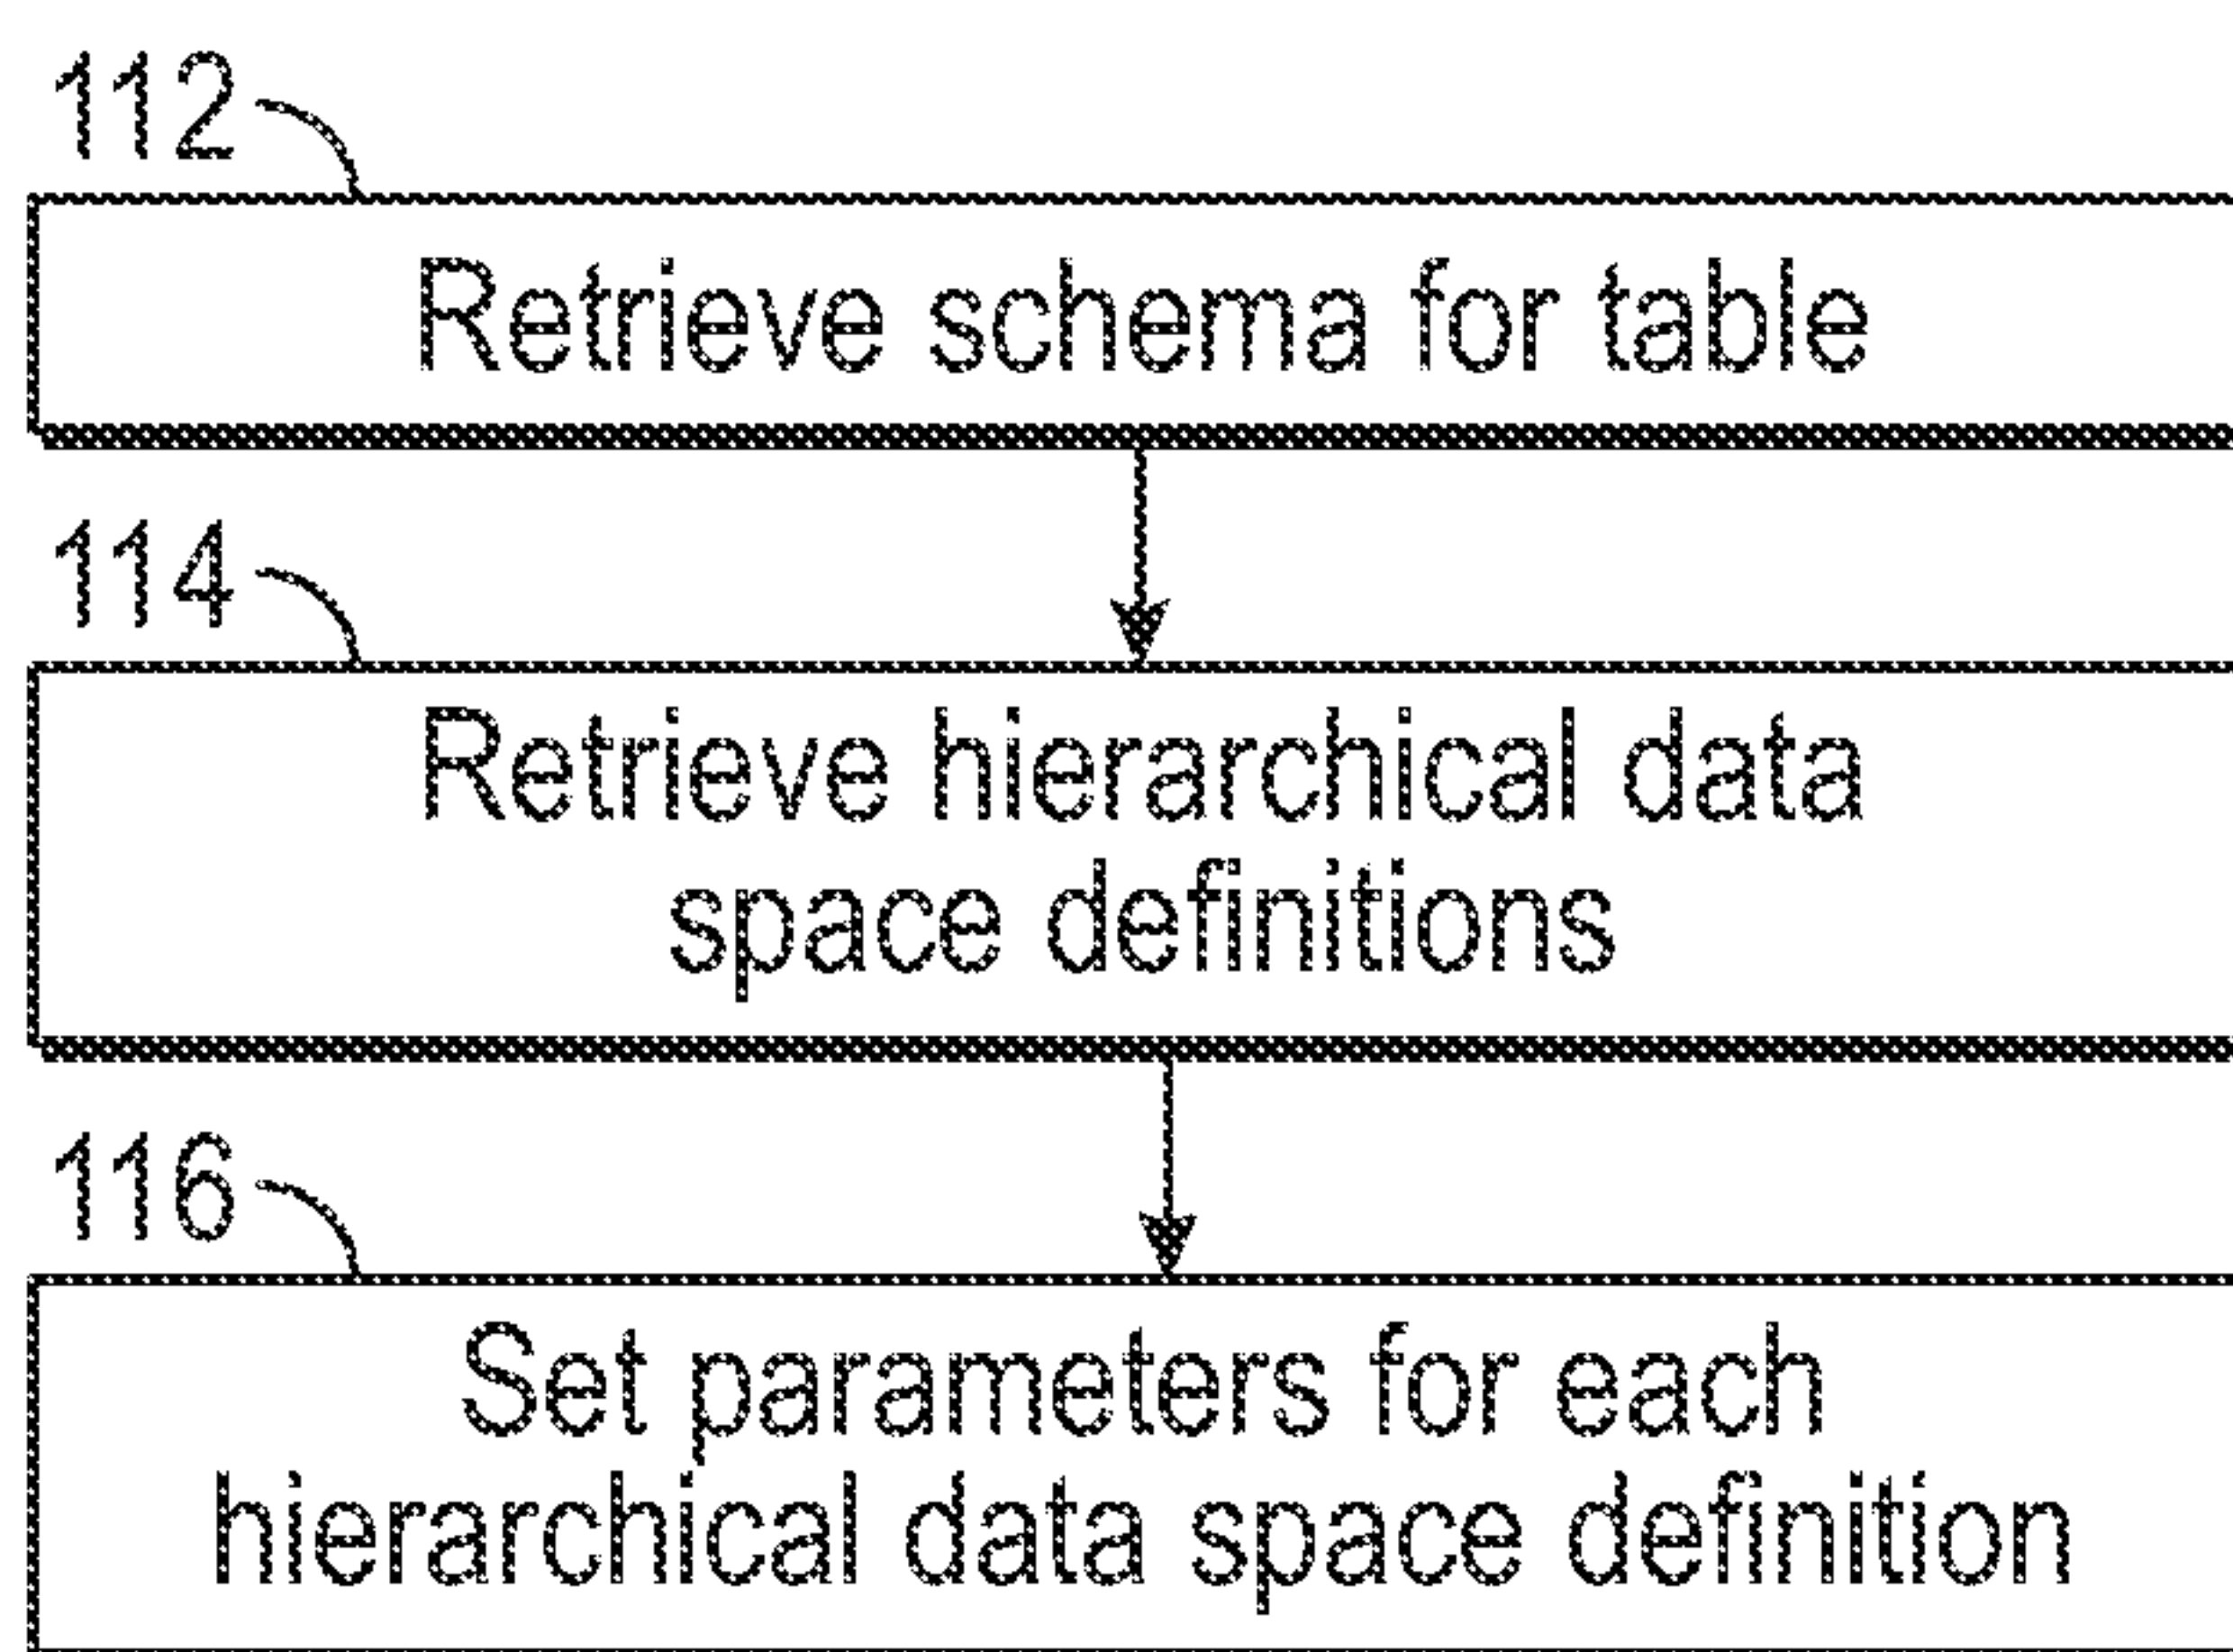 112
Retrieve schema for table
114
Retrieve hierarchical data
space definitions
116
Set parameters for each
hierarchical data space definition